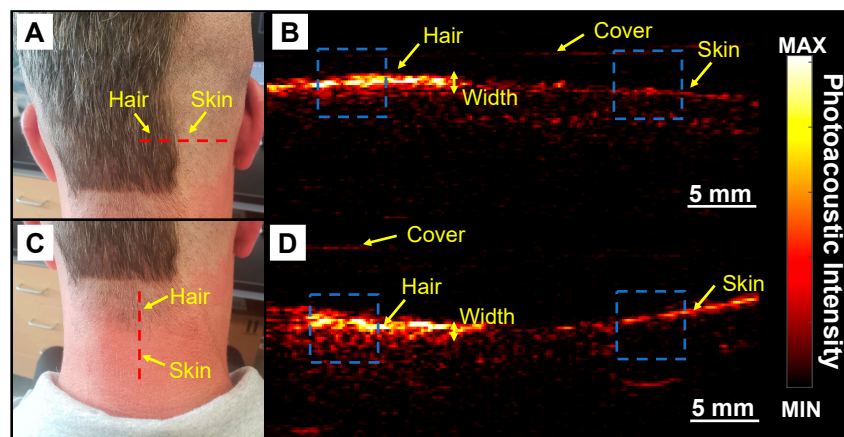 A
Hair
Skin
B
Hair
Cover
Skin
Width
5 mm
C
Hair
Skin
D
Cover
Hair
Width
Skin
5 mm
MAX
Photoacoustic Intensity
MIN